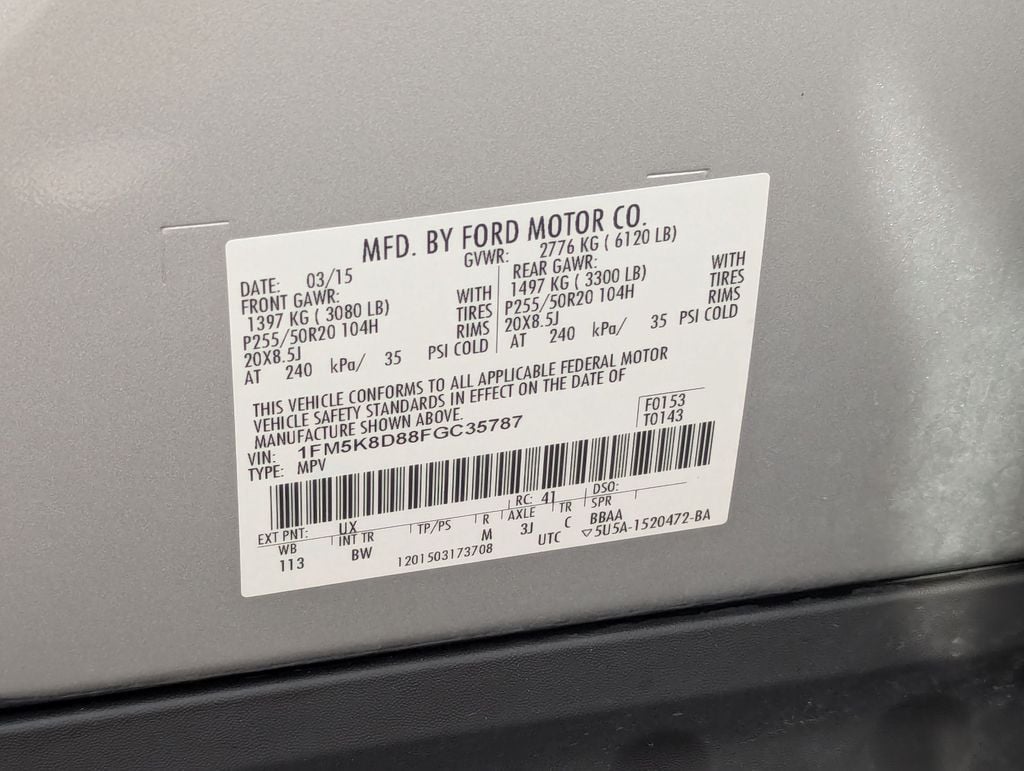 MFD. BY FORD MOTOR CO.
DATE: 03/15 GVWR: 2776 KG ( 6120 LB)
FRONT GAWR:
1397 KG ( 3080 LB) WITH
P255/50R20 104H TIRES
20X8.5J RIMS
AT 240 kPa/ 35 PSI COLD
REAR GAWR:
1497 KG ( 3300 LB) WITH
P255/50R20 104H TIRES
20X8.5J RIMS
AT 240 kPa/ 35 PSI COLD
THIS VEHICLE CONFORMS TO ALL APPLICABLE FEDERAL MOTOR
VEHICLE SAFETY STANDARDS IN EFFECT ON THE DATE OF
MANUFACTURE SHOWN ABOVE.
VIN: 1FM5K8D88FGC35787 F0153
TYPE: MPV T0143
EXT PNT: UX RC: 41 DSO:
WB INT TR TP/PS R AXLE TR SPR
113 BW M 3J C BBAA
1201503173708 UTC ▽5U5A-1520472-BA